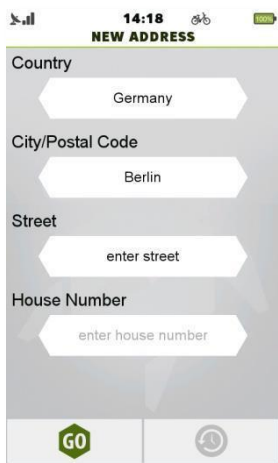 14:18
100%
NEW ADDRESS
Country
Germany
City/Postal Code
Berlin
Street
enter street
House Number
enter house number
GO